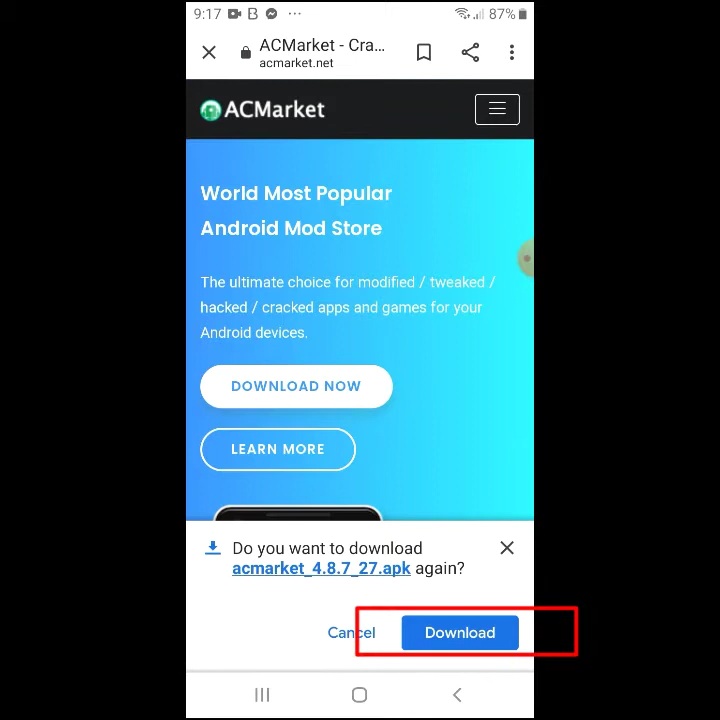 9:17 B ... 87%
ACMarket - Cra...
acmarket.net
ACMarket
World Most Popular
Android Mod Store
The ultimate choice for modified / tweaked /
hacked / cracked apps and games for your
Android devices.
DOWNLOAD NOW
LEARN MORE
Do you want to download
acmarket_4.8.7_27.apk again?
Cancel Download